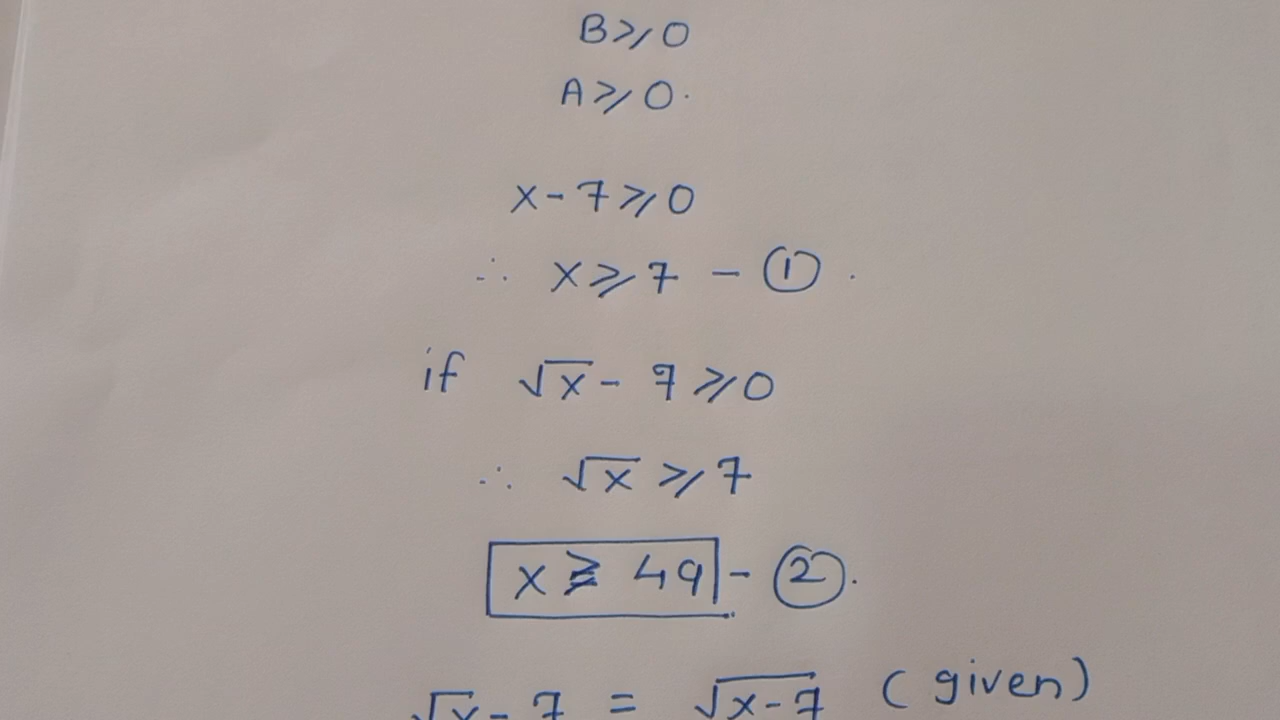 B ⩾ 0
A ⩾ 0.
x - 7 ⩾ 0
∴ x ⩾ 7 - ①.
if √x - 7 ⩾ 0
∴ √x ⩾ 7
x ⩾ 49 - ②.
√x - 7 = √(x-7) (given)